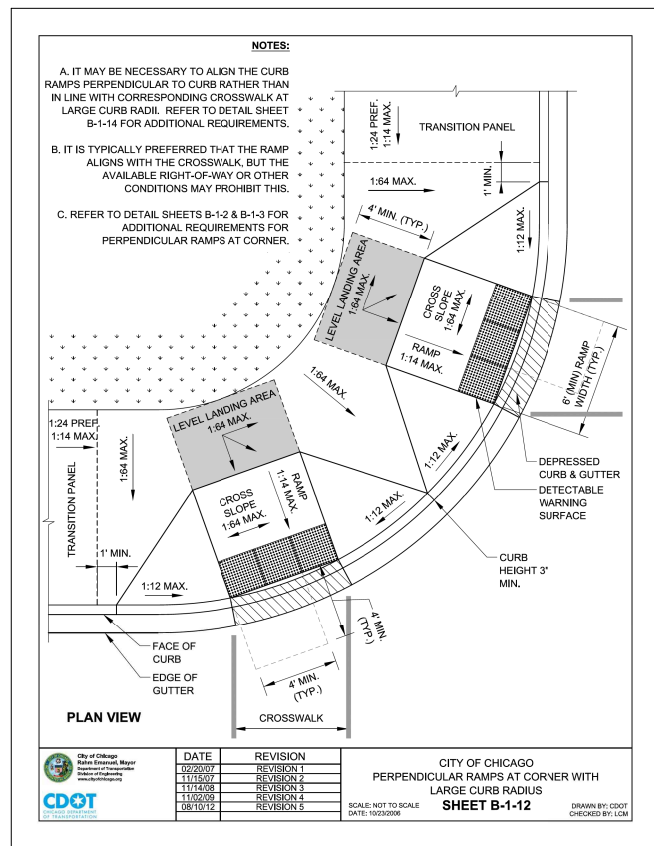 NOTES:
A. IT MAY BE NECESSARY TO ALIGN THE CURB
RAMPS PERPENDICULAR TO CURB RATHER THAN
IN LINE WITH CORRESPONDING CROSSWALK AT
LARGE CURB RADII. REFER TO DETAIL SHEET
B-1-14 FOR ADDITIONAL REQUIREMENTS.
B. IT IS TYPICALLY PREFERRED THAT THE RAMP
ALIGNS WITH THE CROSSWALK, BUT THE
AVAILABLE RIGHT-OF-WAY OR OTHER
CONDITIONS MAY PROHIBIT THIS.
C. REFER TO DETAIL SHEETS B-1-2 & B-1-3 FOR
ADDITIONAL REQUIREMENTS FOR
PERPENDICULAR RAMPS AT CORNER.
1:24 PREF.
1:14 MAX.
TRANSITION PANEL
1:64 MAX.
1' MIN.
4' MIN. (TYP.)
1:12 MAX.
LEVEL LANDING AREA
1:64 MAX.
CROSS
SLOPE
1:64 MAX.
RAMP
1:14 MAX.
6' (MIN) RAMP
WIDTH (TYP.)
1:64 MAX.
LEVEL LANDING AREA
1:64 MAX.
1:24 PREF.
1:14 MAX.
1:64 MAX.
TRANSITION PANEL
1' MIN.
RAMP
1:14 MAX.
CROSS
SLOPE
1:64 MAX.
1:12 MAX.
1:12 MAX.
1:12 MAX.
DEPRESSED
CURB & GUTTER
DETECTABLE
WARNING
SURFACE
CURB
HEIGHT 3"
MIN.
4' MIN.
(TYP.)
4' MIN.
(TYP.)
FACE OF
CURB
EDGE OF
GUTTER
CROSSWALK
PLAN VIEW
City of Chicago
Rahm Emanuel, Mayor
Department of Transportation
Division of Engineering
www.cityofchicago.org
CDOT
CHICAGO DEPARTMENT
OF TRANSPORTATION
DATE REVISION
02/20/07 REVISION 1
11/15/07 REVISION 2
11/14/08 REVISION 3
11/02/09 REVISION 4
08/10/12 REVISION 5
CITY OF CHICAGO
PERPENDICULAR RAMPS AT CORNER WITH
LARGE CURB RADIUS
SHEET B-1-12
SCALE: NOT TO SCALE
DATE: 10/23/2006
DRAWN BY: CDOT
CHECKED BY: LCM